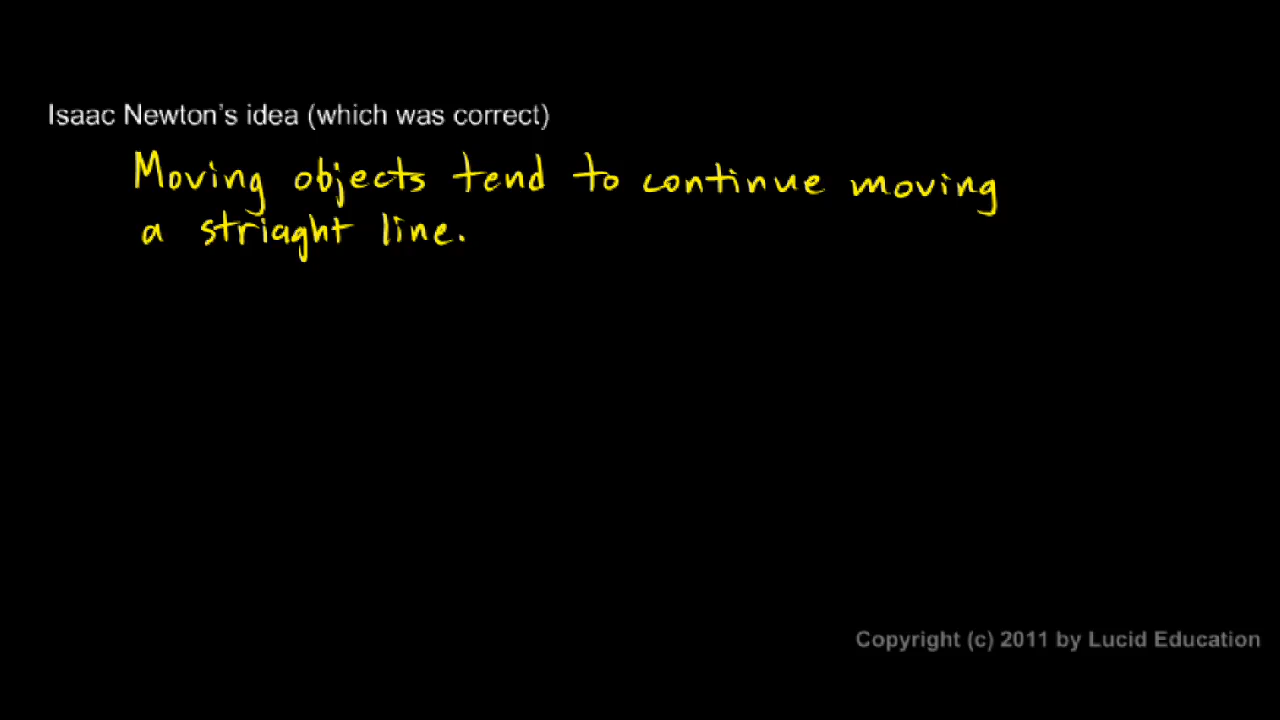 Isaac Newton's idea (which was correct)
Moving objects tend to continue moving
a striaght line.
Copyright (c) 2011 by Lucid Education